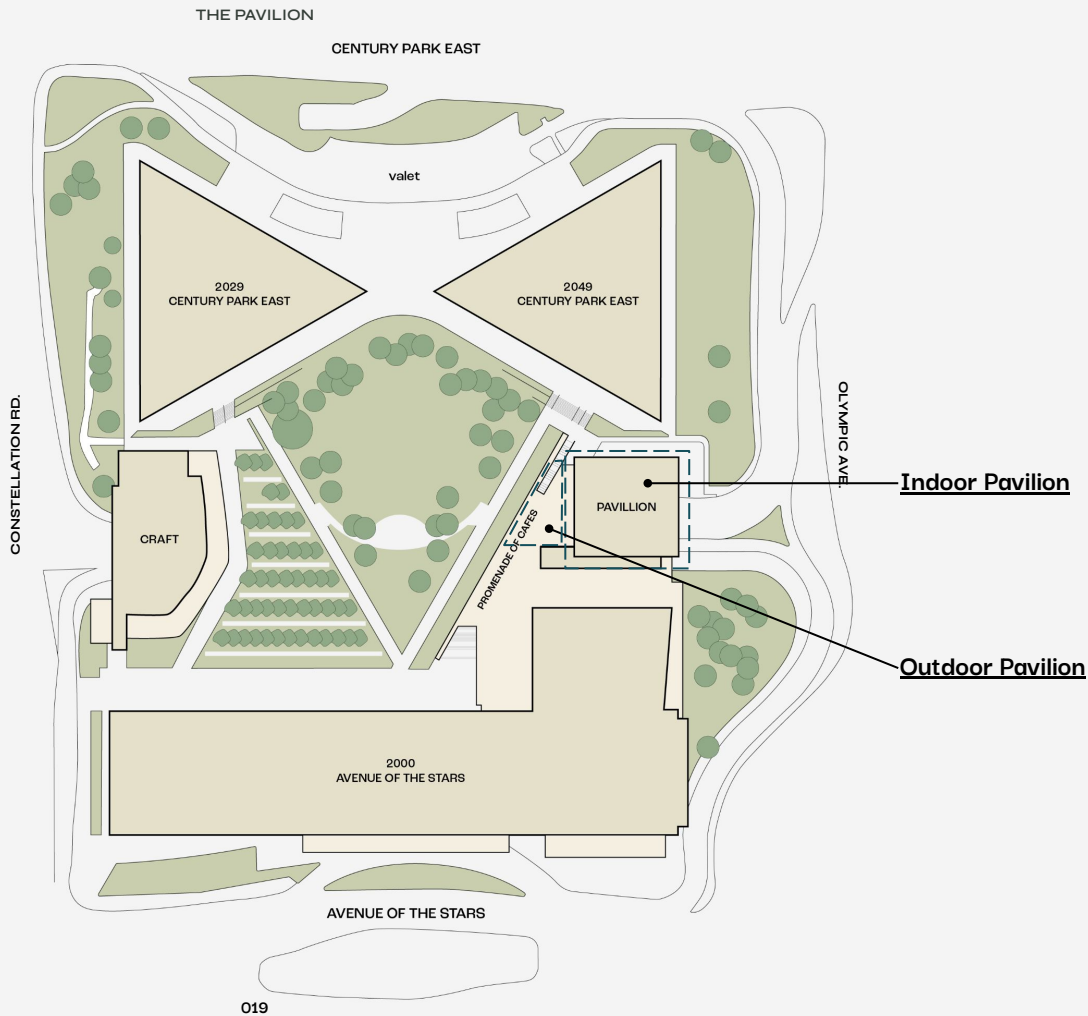 THE PAVILION
CENTURY PARK EAST
valet
2029
CENTURY PARK EAST
2049
CENTURY PARK EAST
CONSTELLATION RD.
OLYMPIC AVE.
Indoor Pavilion
PAVILLION
CRAFT
PROMENADE OF CAFES
Outdoor Pavilion
2000
AVENUE OF THE STARS
AVENUE OF THE STARS
019